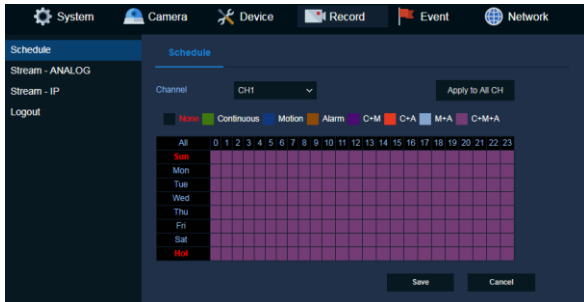 System Camera Device Record Event Network
Schedule
Stream - ANALOG
Stream - IP
Logout
Schedule
Channel CH1 Apply to All CH
None Continuous Motion Alarm C+M C+A M+A C+M+A
All 0 1 2 3 4 5 6 7 8 9 10 11 12 13 14 15 16 17 18 19 20 21 22 23
Sun
Mon
Tue
Wed
Thu
Fri
Sat
Hol
Save Cancel